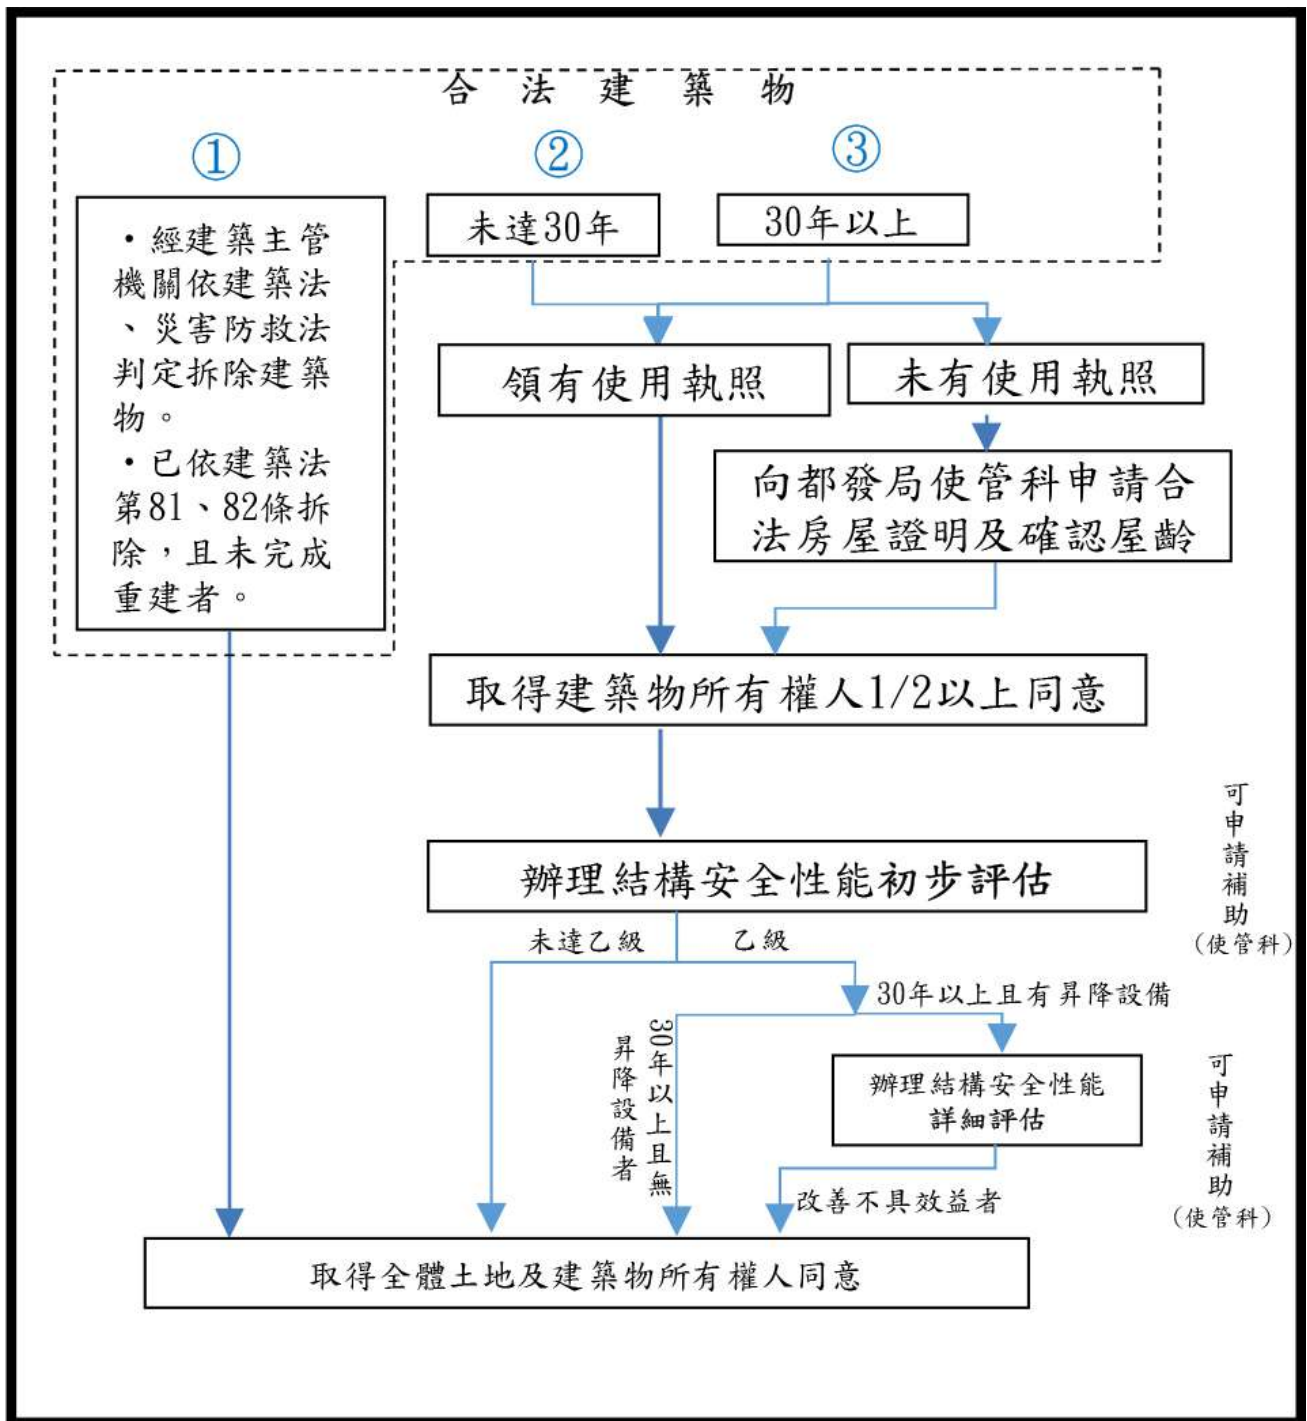 合法建築物
①
②
③
・經建築主管
機關依建築法
、災害防救法
判定拆除建築
物。
・已依建築法
第81、82條拆
除，且未完成
重建者。
未達30年
30年以上
領有使用執照
未有使用執照
向都發局使管科申請合
法房屋證明及確認屋齡
取得建築物所有權人1/2以上同意
辦理結構安全性能初步評估
可申請補助
(使管科)
未達乙級
乙級
30年以上且有昇降設備
30年以上且無
昇降設備者
辦理結構安全性能
詳細評估
可申請補助
(使管科)
改善不具效益者
取得全體土地及建築物所有權人同意